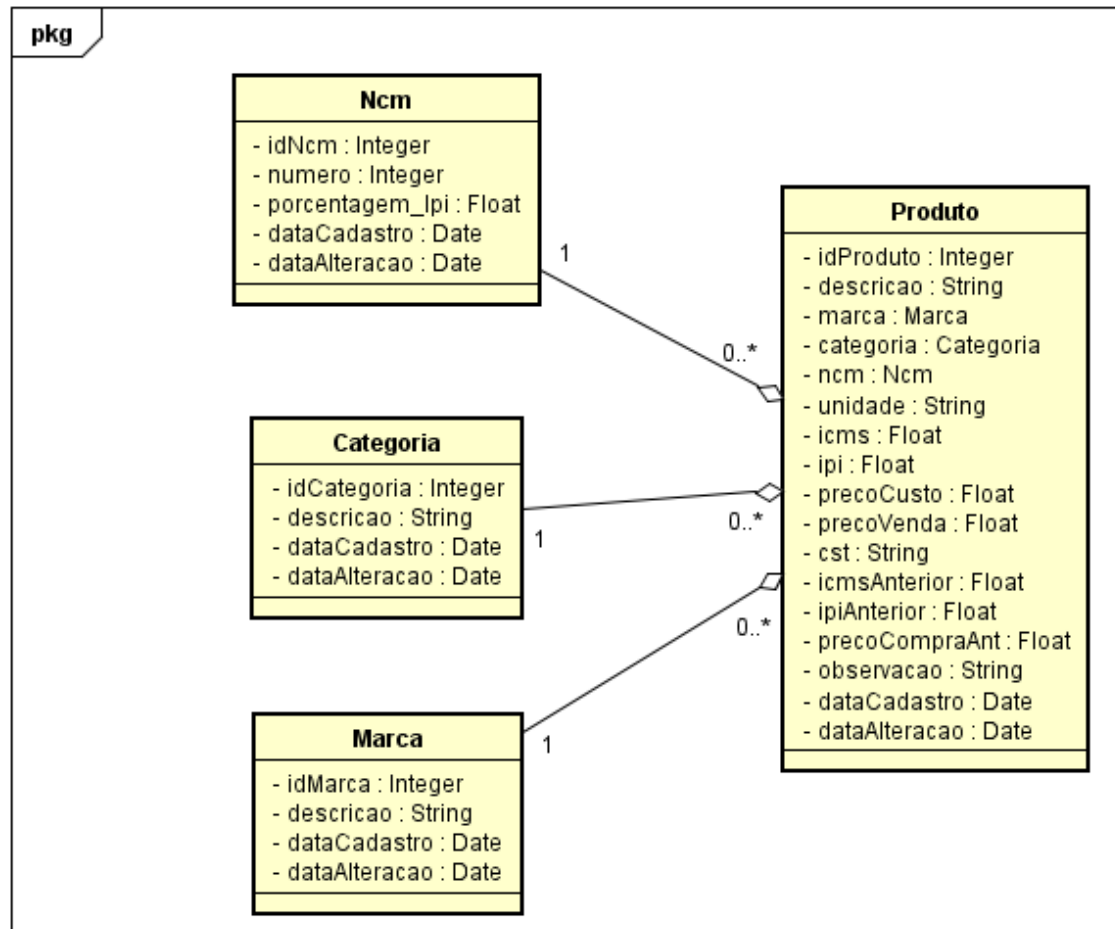 pkg
Ncm
- idNcm : Integer
- numero : Integer
- porcentagem_Ipi : Float
- dataCadastro : Date
- dataAlteracao : Date
1
0..*
Categoria
- idCategoria : Integer
- descricao : String
- dataCadastro : Date
- dataAlteracao : Date
1
0..*
Marca
- idMarca : Integer
- descricao : String
- dataCadastro : Date
- dataAlteracao : Date
1
0..*
Produto
- idProduto : Integer
- descricao : String
- marca : Marca
- categoria : Categoria
- ncm : Ncm
- unidade : String
- icms : Float
- ipi : Float
- precoCusto : Float
- precoVenda : Float
- cst : String
- icmsAnterior : Float
- ipiAnterior : Float
- precoCompraAnt : Float
- observacao : String
- dataCadastro : Date
- dataAlteracao : Date